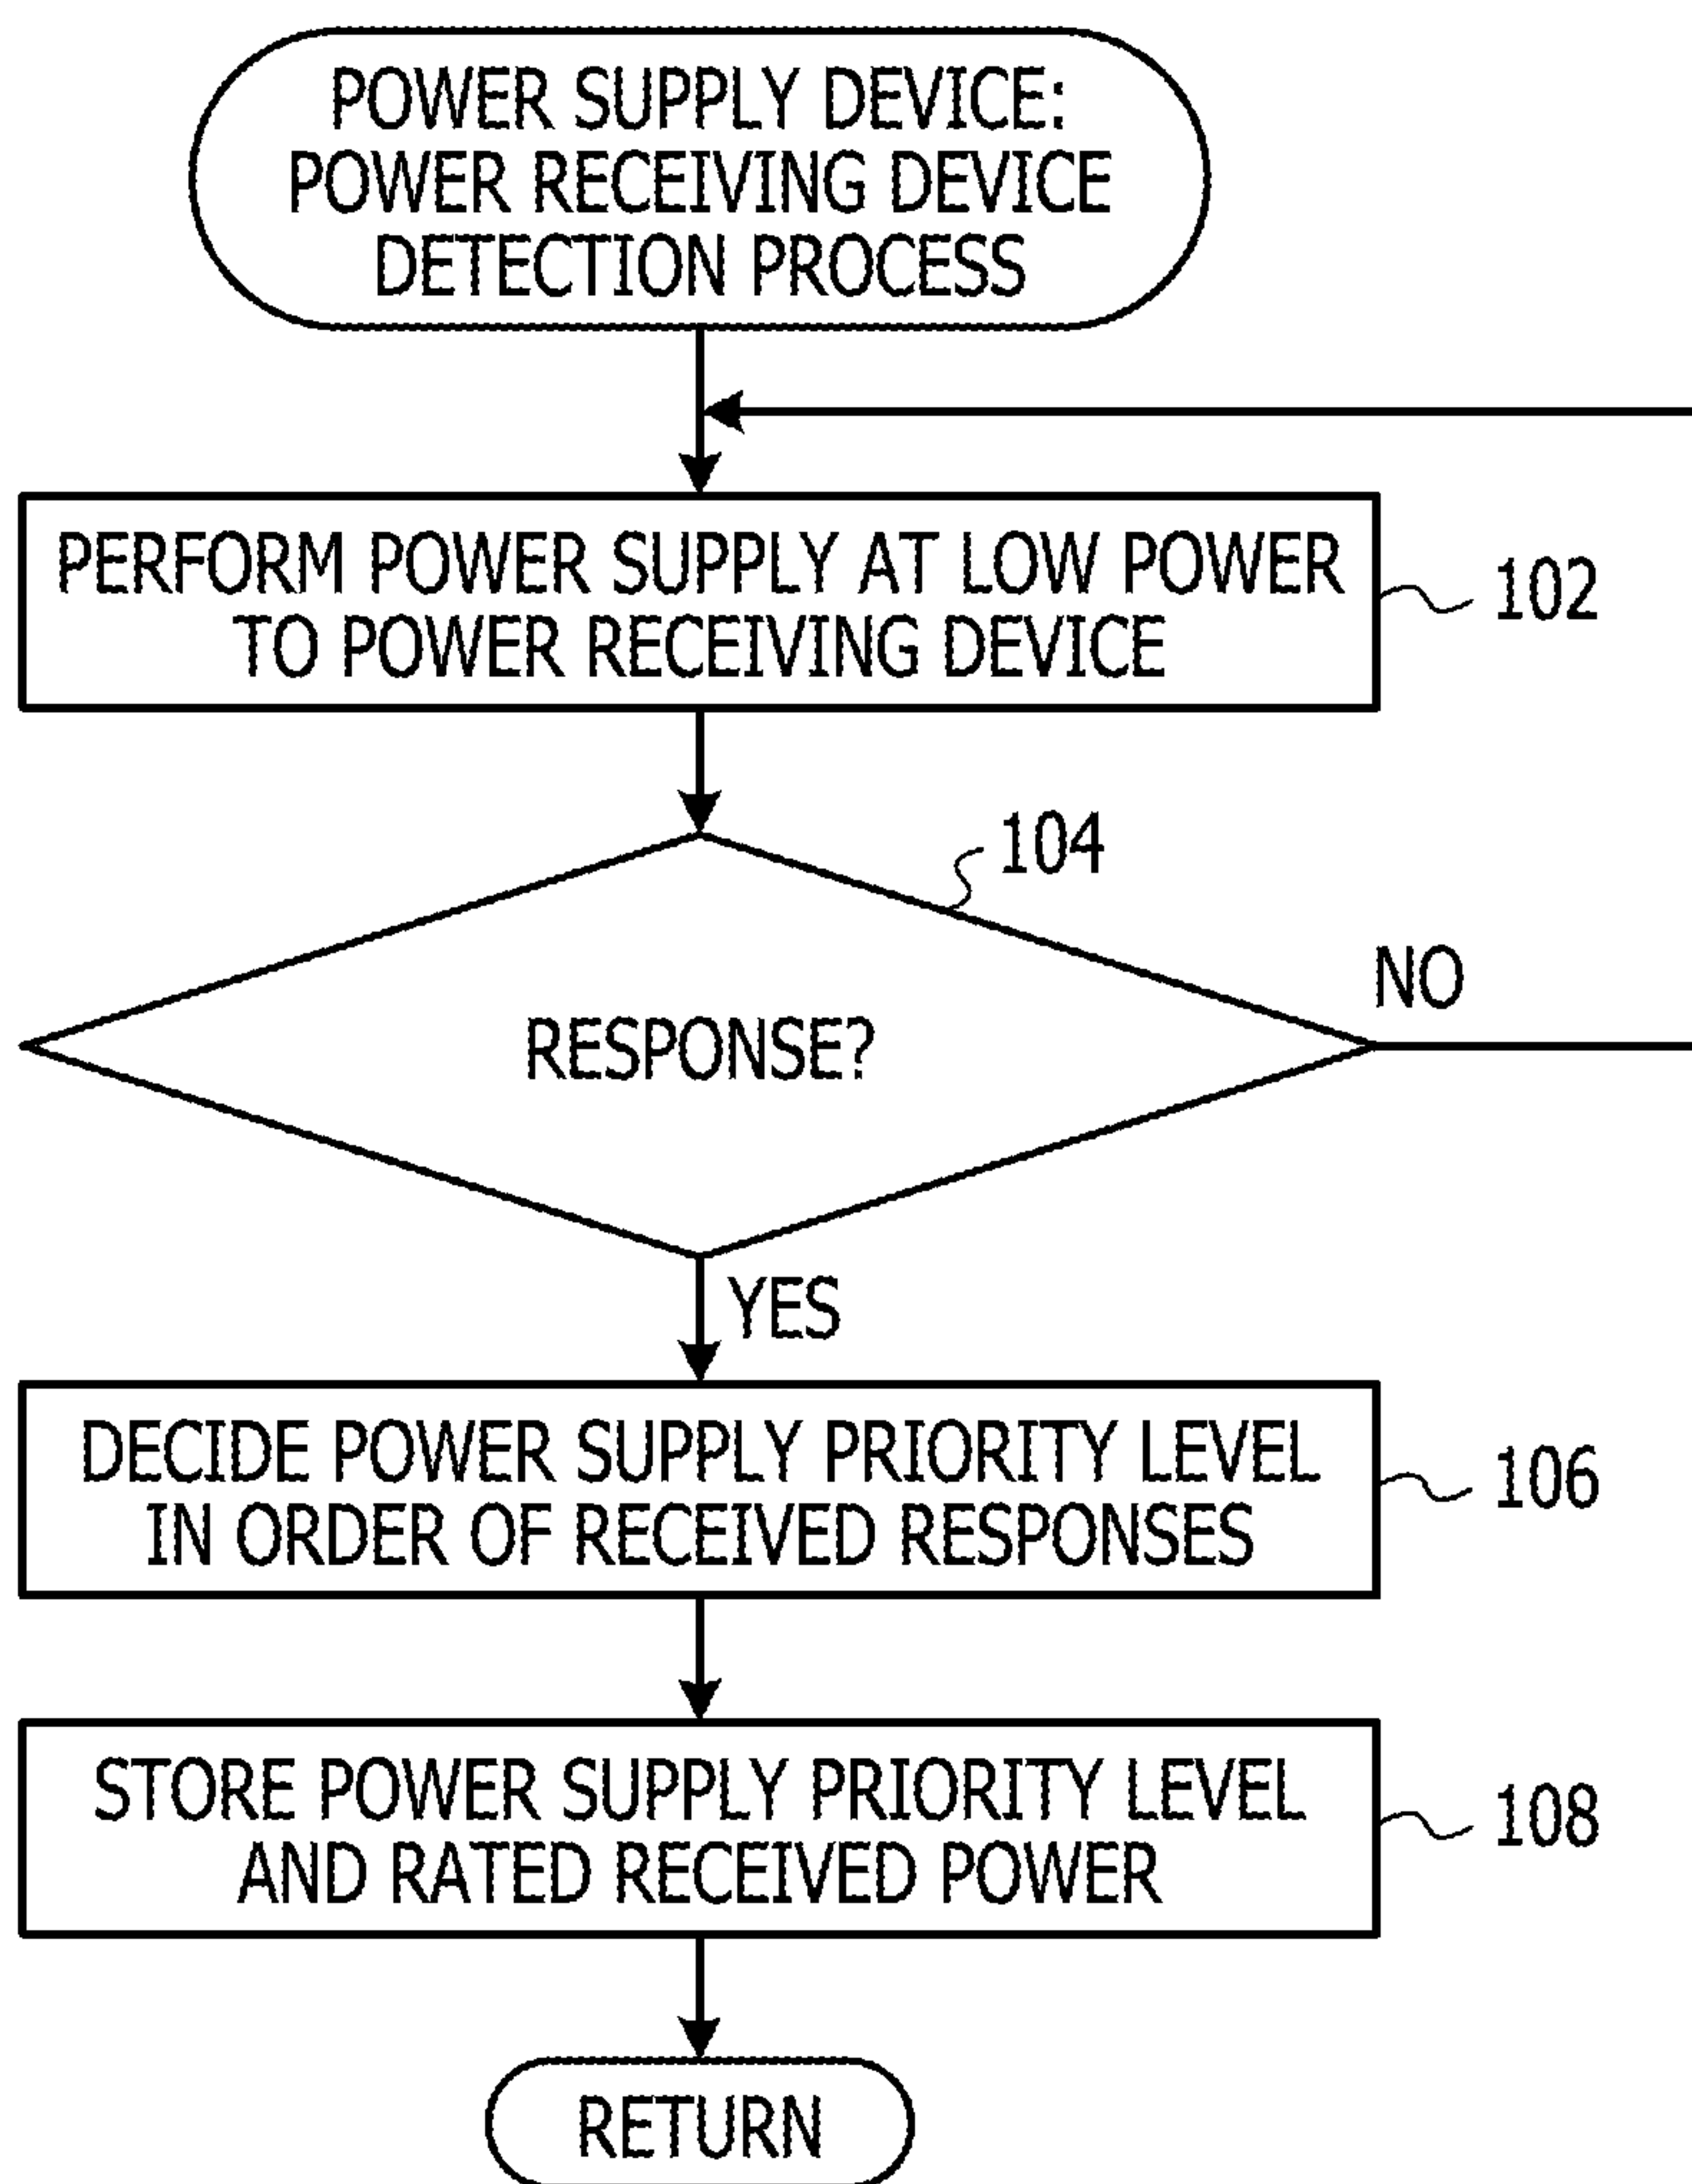 POWER SUPPLY DEVICE:
POWER RECEIVING DEVICE
DETECTION PROCESS
PERFORM POWER SUPPLY AT LOW POWER
TO POWER RECEIVING DEVICE
102
104
RESPONSE?
NO
YES
DECIDE POWER SUPPLY PRIORITY LEVEL
IN ORDER OF RECEIVED RESPONSES
106
STORE POWER SUPPLY PRIORITY LEVEL
AND RATED RECEIVED POWER
108
RETURN